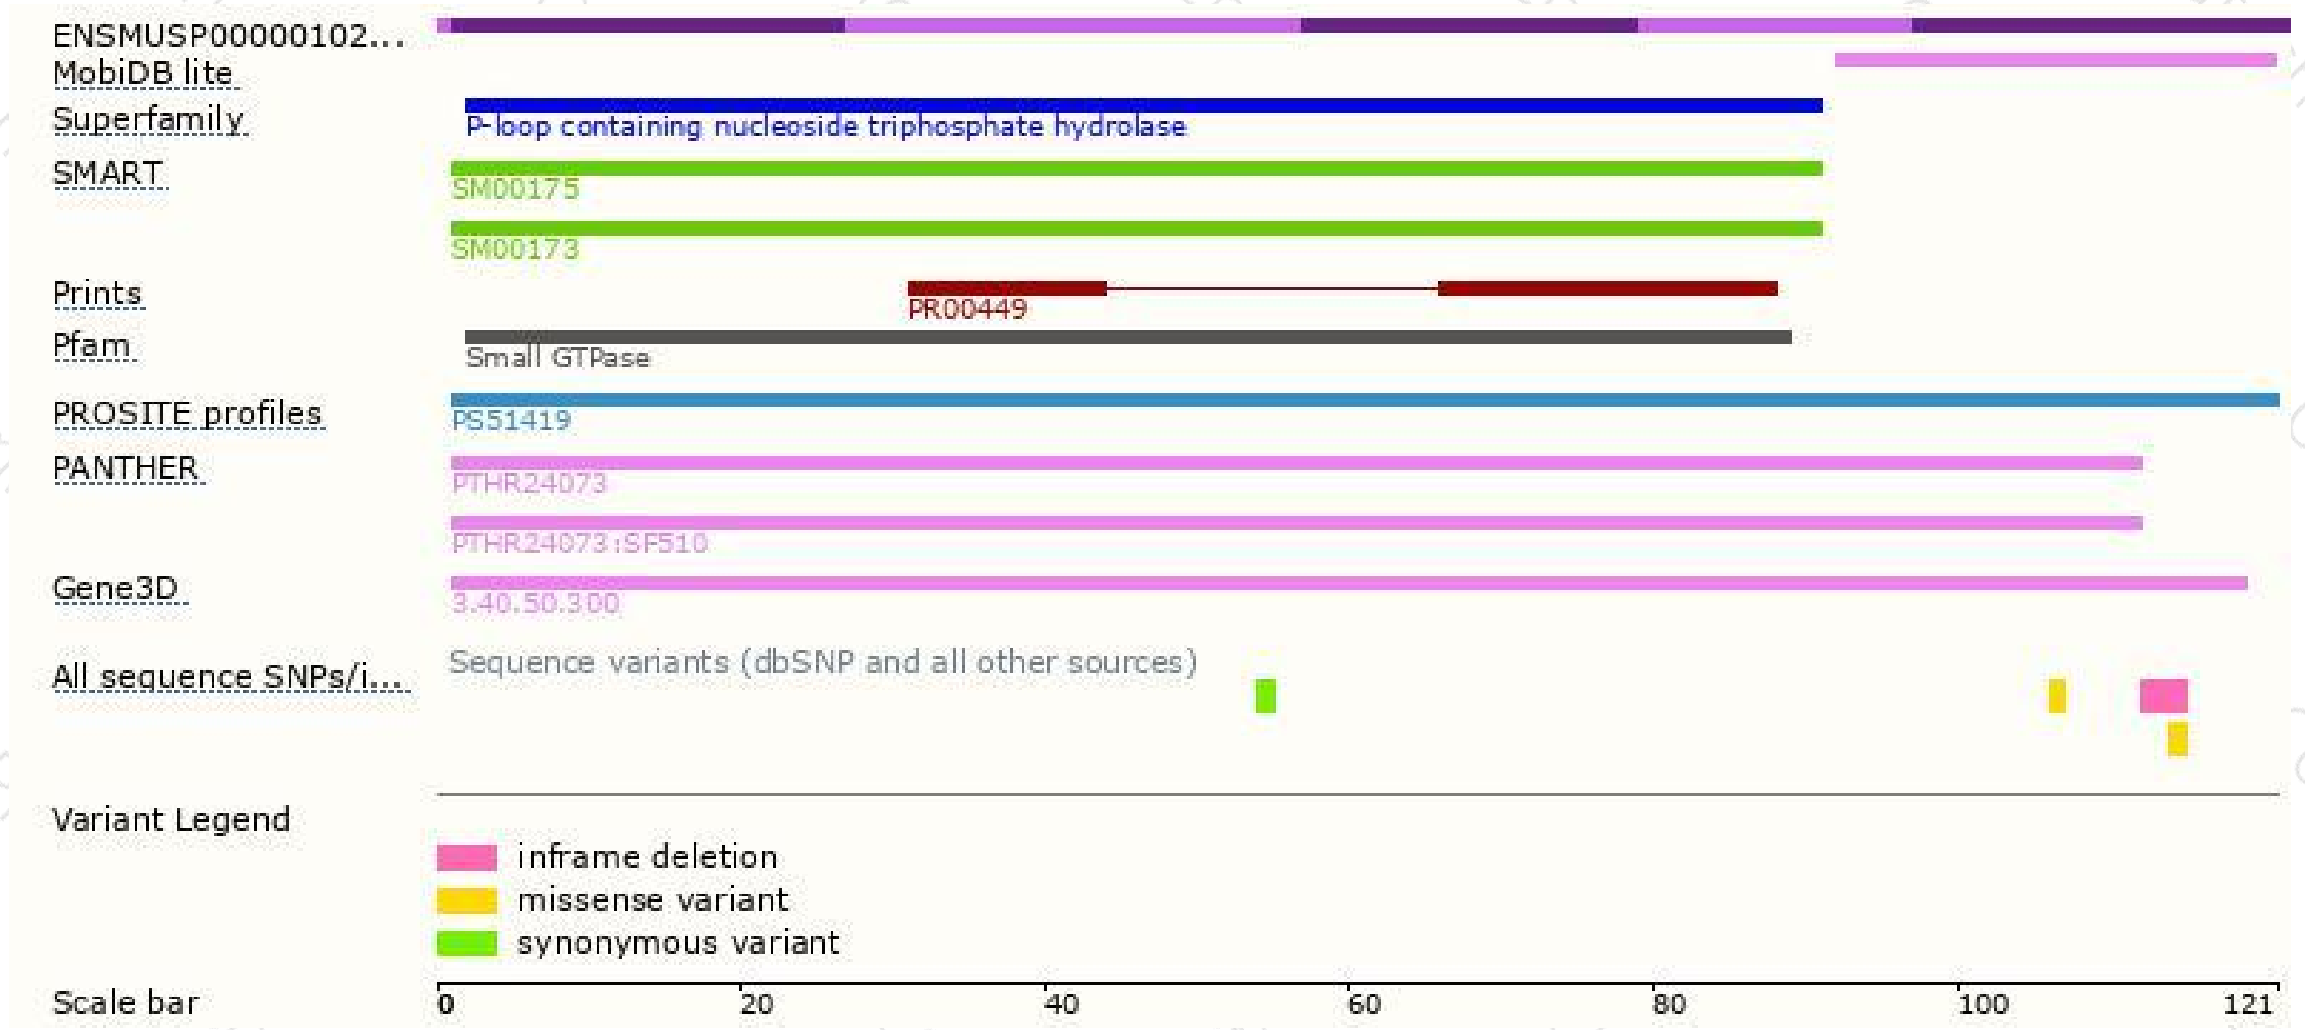 ENSMUSP00000102...
MobiDB lite
Superfamily
P-loop containing nucleoside triphosphate hydrolase
SMART
SM00175
SM00173
Prints
PR00449
Pfam
Small GTPase
PROSITE profiles
PS51419
PANTHER
PTHR24073
PTHR24073:SF510
Gene3D
3.40.50.300
All sequence SNPs/i...
Sequence variants (dbSNP and all other sources)
Variant Legend
inframe deletion
missense variant
synonymous variant
Scale bar
0 20 40 60 80 100 121